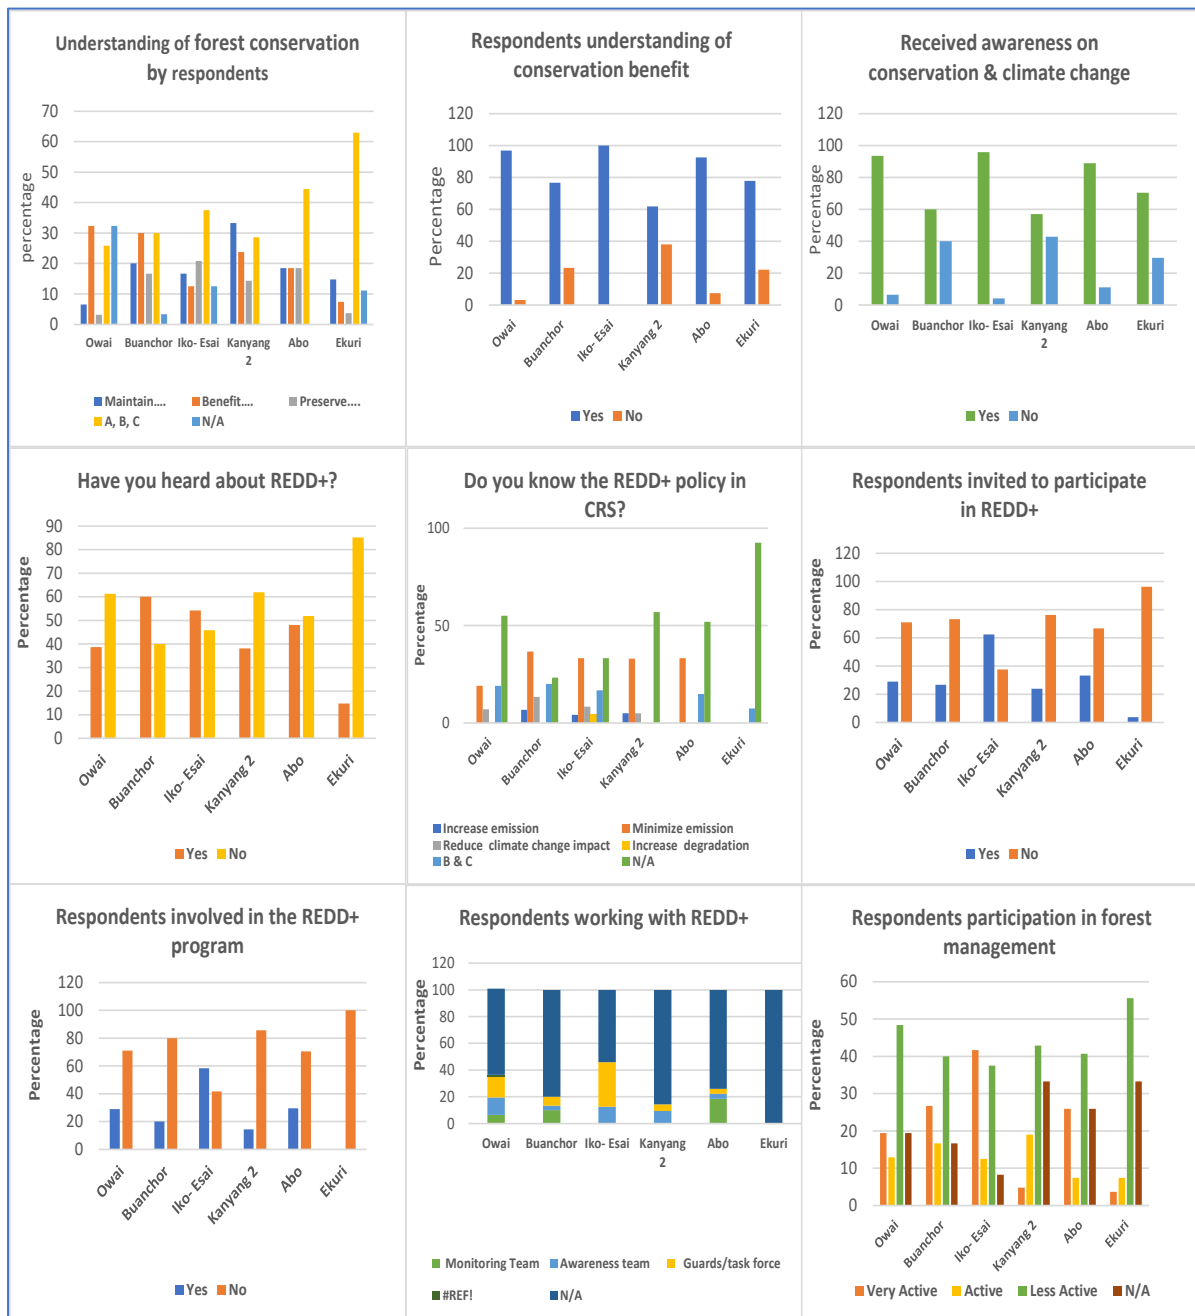 Understanding of forest conservation
by respondents
percentage
70
60
50
40
30
20
10
0
Owai Buanchor Iko- Esai Kanyang Abo Ekuri
2
Maintain.... Benefit.... Preserve....
A, B, C N/A
Respondents understanding of
conservation benefit
Percentage
120
100
80
60
40
20
0
Owai Buanchor Iko- Esai Kanyang 2 Abo Ekuri
Yes No
Received awareness on
conservation & climate change
Percentage
120
100
80
60
40
20
0
Owai Buanchor Iko- Esai Kanyang Abo Ekuri
2
Yes No
Have you heard about REDD+?
Percentage
90
80
70
60
50
40
30
20
10
0
Owai Buanchor Iko- Esai Kanyang 2 Abo Ekuri
Yes No
Do you know the REDD+ policy in
CRS?
Percentage
100
50
0
Owai Buanchor Iko- Esai Kanyang 2 Abo Ekuri
Increase emission Minimize emission
Reduce climate change impact Increase degradation
B & C N/A
Respondents invited to participate
in REDD+
Percentage
120
100
80
60
40
20
0
Owai Buanchor Iko- Esai Kanyang 2 Abo Ekuri
Yes No
Respondents involved in the REDD+
program
Percentage
120
100
80
60
40
20
0
Owai Buanchor Iko- Esai Kanyang 2 Abo Ekuri
Yes No
Respondents working with REDD+
Percentage
120
100
80
60
40
20
0
Owai Buanchor Iko- Esai Kanyang Abo Ekuri
2
Monitoring Team Awareness team Guards/task force
#REF! N/A
Respondents participation in forest
management
Percentage
60
50
40
30
20
10
0
Owai Buanchor Iko- Esai Kanyang 2 Abo Ekuri
Very Active Active Less Active N/A